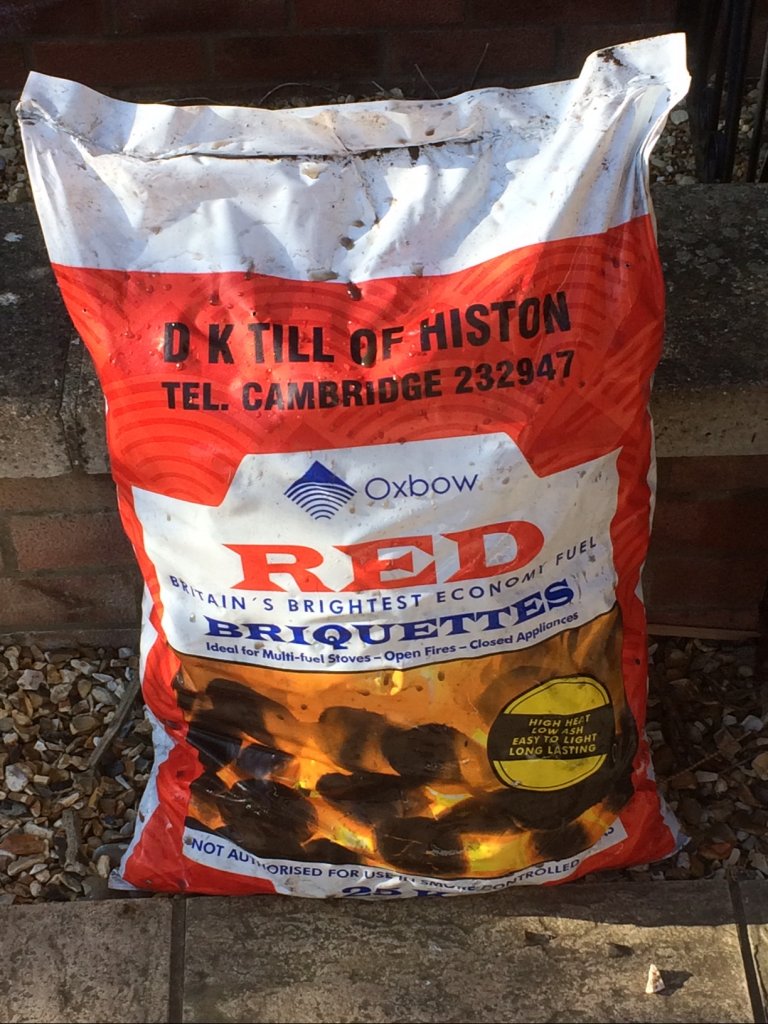 D K TILL OF HISTON
TEL. CAMBRIDGE 232947
Oxbow
RED
BRITAIN'S BRIGHTEST ECONOMY FUEL
BRIQUETTES
Ideal for Multi-fuel Stoves – Open Fires – Closed Appliances
HIGH HEAT
LOW ASH
EASY TO LIGHT
LONG LASTING
NOT AUTHORISED FOR USE IN SMOKE CONTROLLED
25 K